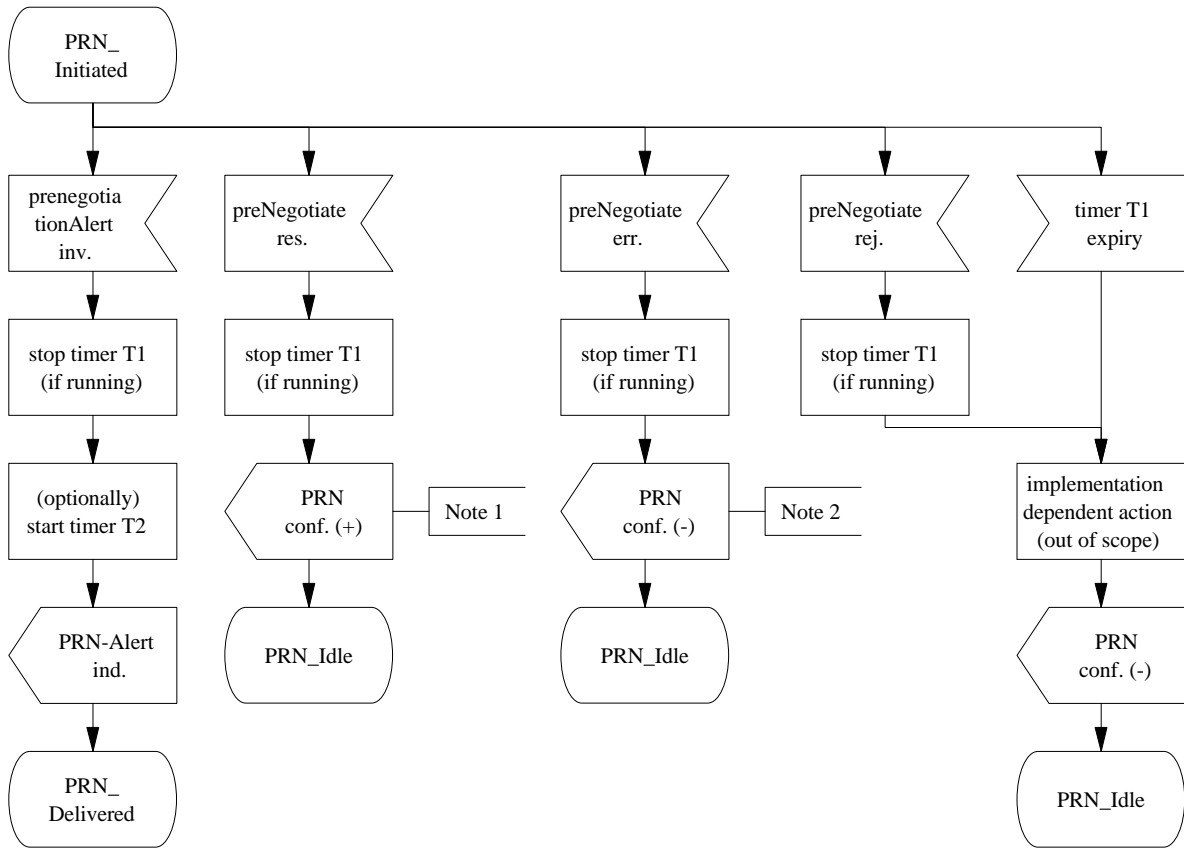 PRN_
Initiated
prenegotia
tionAlert
inv.
preNegotiate
res.
preNegotiate
err.
preNegotiate
rej.
timer T1
expiry
stop timer T1
(if running)
stop timer T1
(if running)
stop timer T1
(if running)
stop timer T1
(if running)
(optionally)
start timer T2
PRN
conf. (+)
Note 1
PRN
conf. (-)
Note 2
implementation
dependent action
(out of scope)
PRN-Alert
ind.
PRN_Idle
PRN_Idle
PRN
conf. (-)
PRN_
Delivered
PRN_Idle